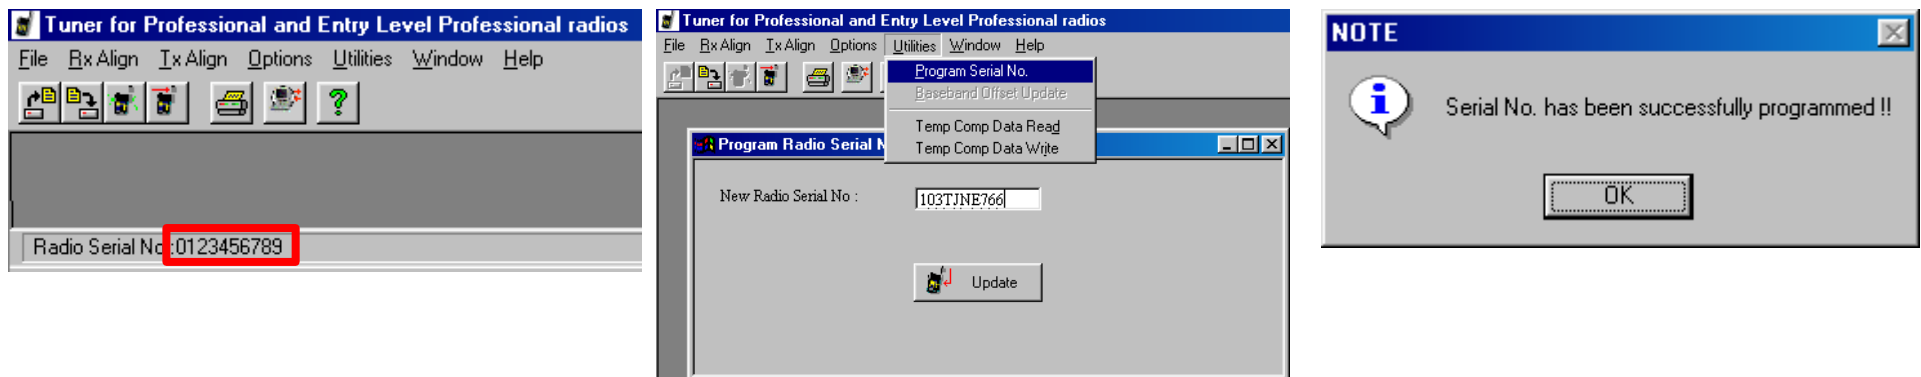 Tuner for Professional and Entry Level Professional radios
File Rx Align Tx Align Options Utilities Window Help
Radio Serial No.:0123456789
Tuner for Professional and Entry Level Professional radios
File Rx Align Tx Align Options Utilities Window Help
Program Serial No.
Baseband Offset Update
Temp Comp Data Read
Temp Comp Data Write
Program Radio Serial
New Radio Serial No :
103TJNE766
Update
NOTE
Serial No. has been successfully programmed !!
OK